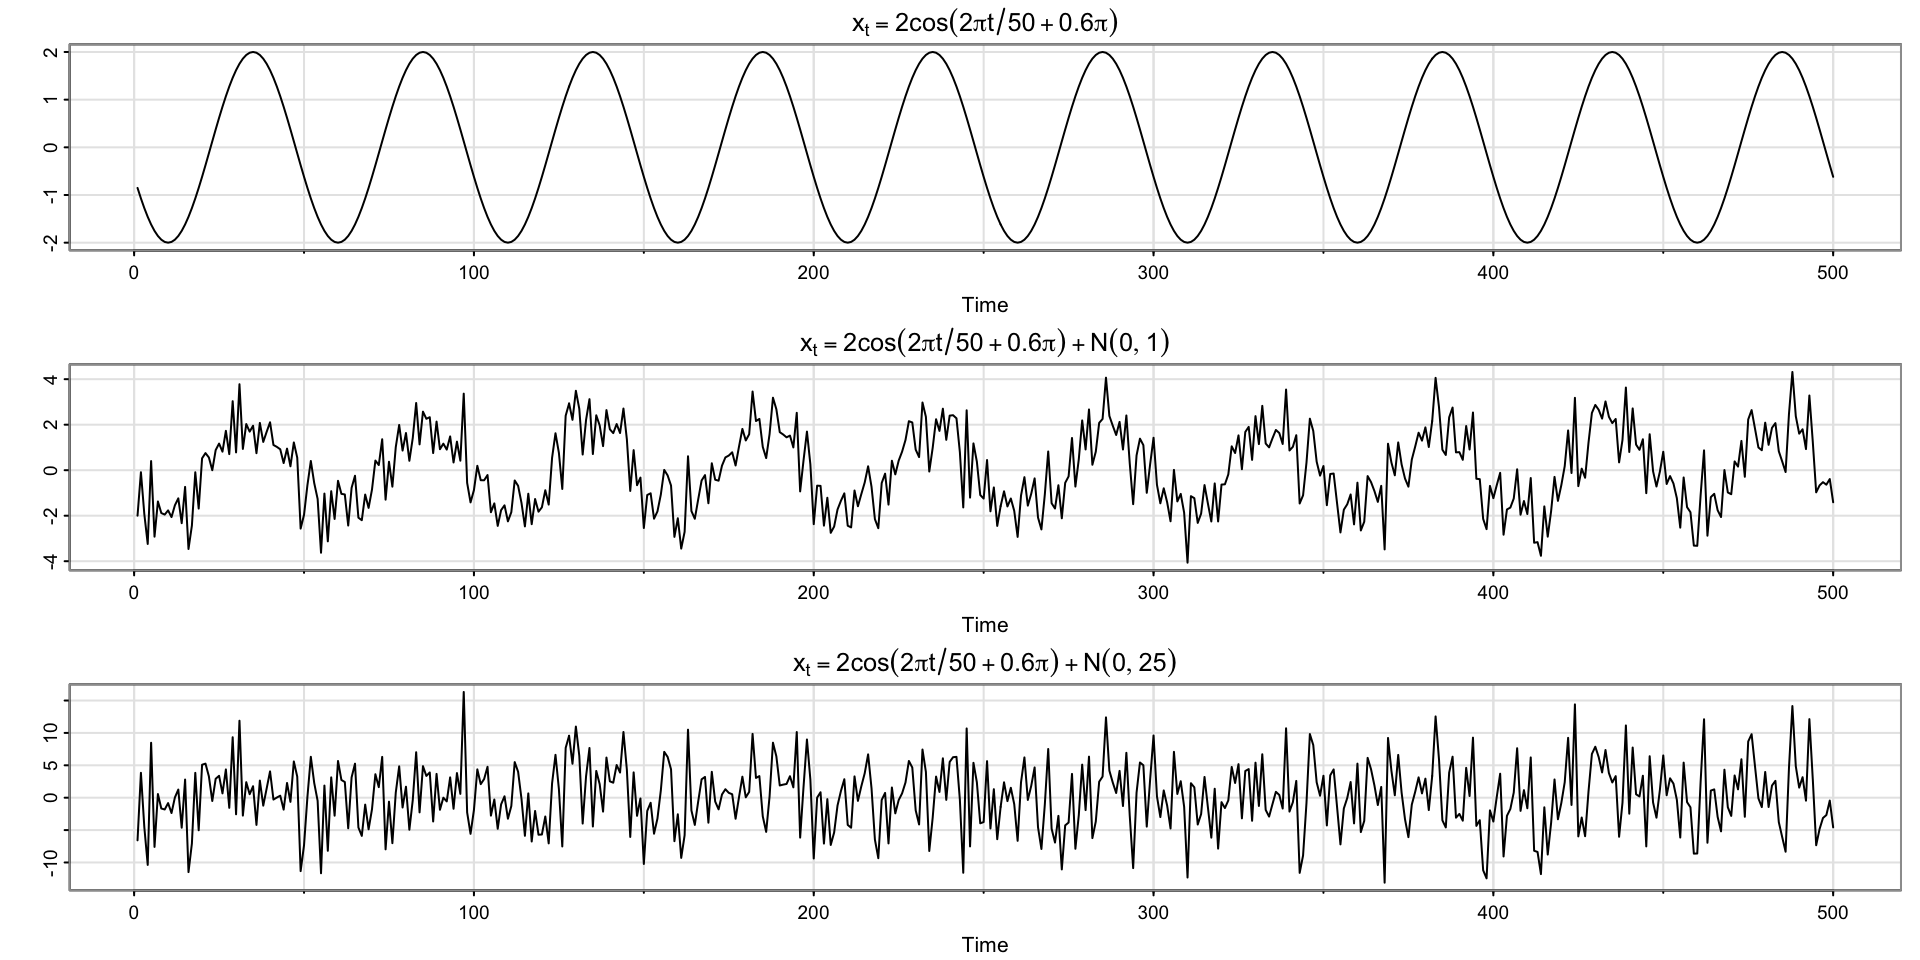 xₜ = 2cos(2πt/50 + 0.6π)
2
1
0
-1
-2
0 100 200 300 400 500
Time
xₜ = 2cos(2πt/50 + 0.6π) + N(0, 1)
4
2
0
-2
-4
0 100 200 300 400 500
Time
xₜ = 2cos(2πt/50 + 0.6π) + N(0, 25)
10
5
0
-10
0 100 200 300 400 500
Time